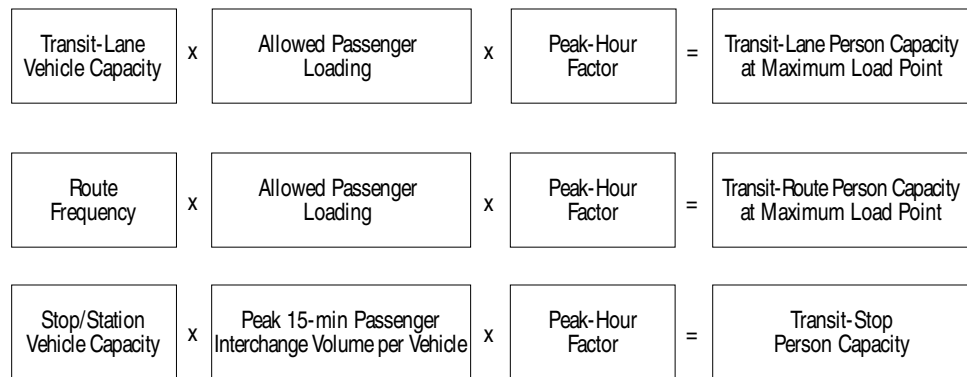 Transit-Lane Vehicle Capacity x Allowed Passenger Loading x Peak-Hour Factor = Transit-Lane Person Capacity at Maximum Load Point
Route Frequency x Allowed Passenger Loading x Peak-Hour Factor = Transit-Route Person Capacity at Maximum Load Point
Stop/Station Vehicle Capacity x Peak 15-min Passenger Interchange Volume per Vehicle x Peak-Hour Factor = Transit-Stop Person Capacity